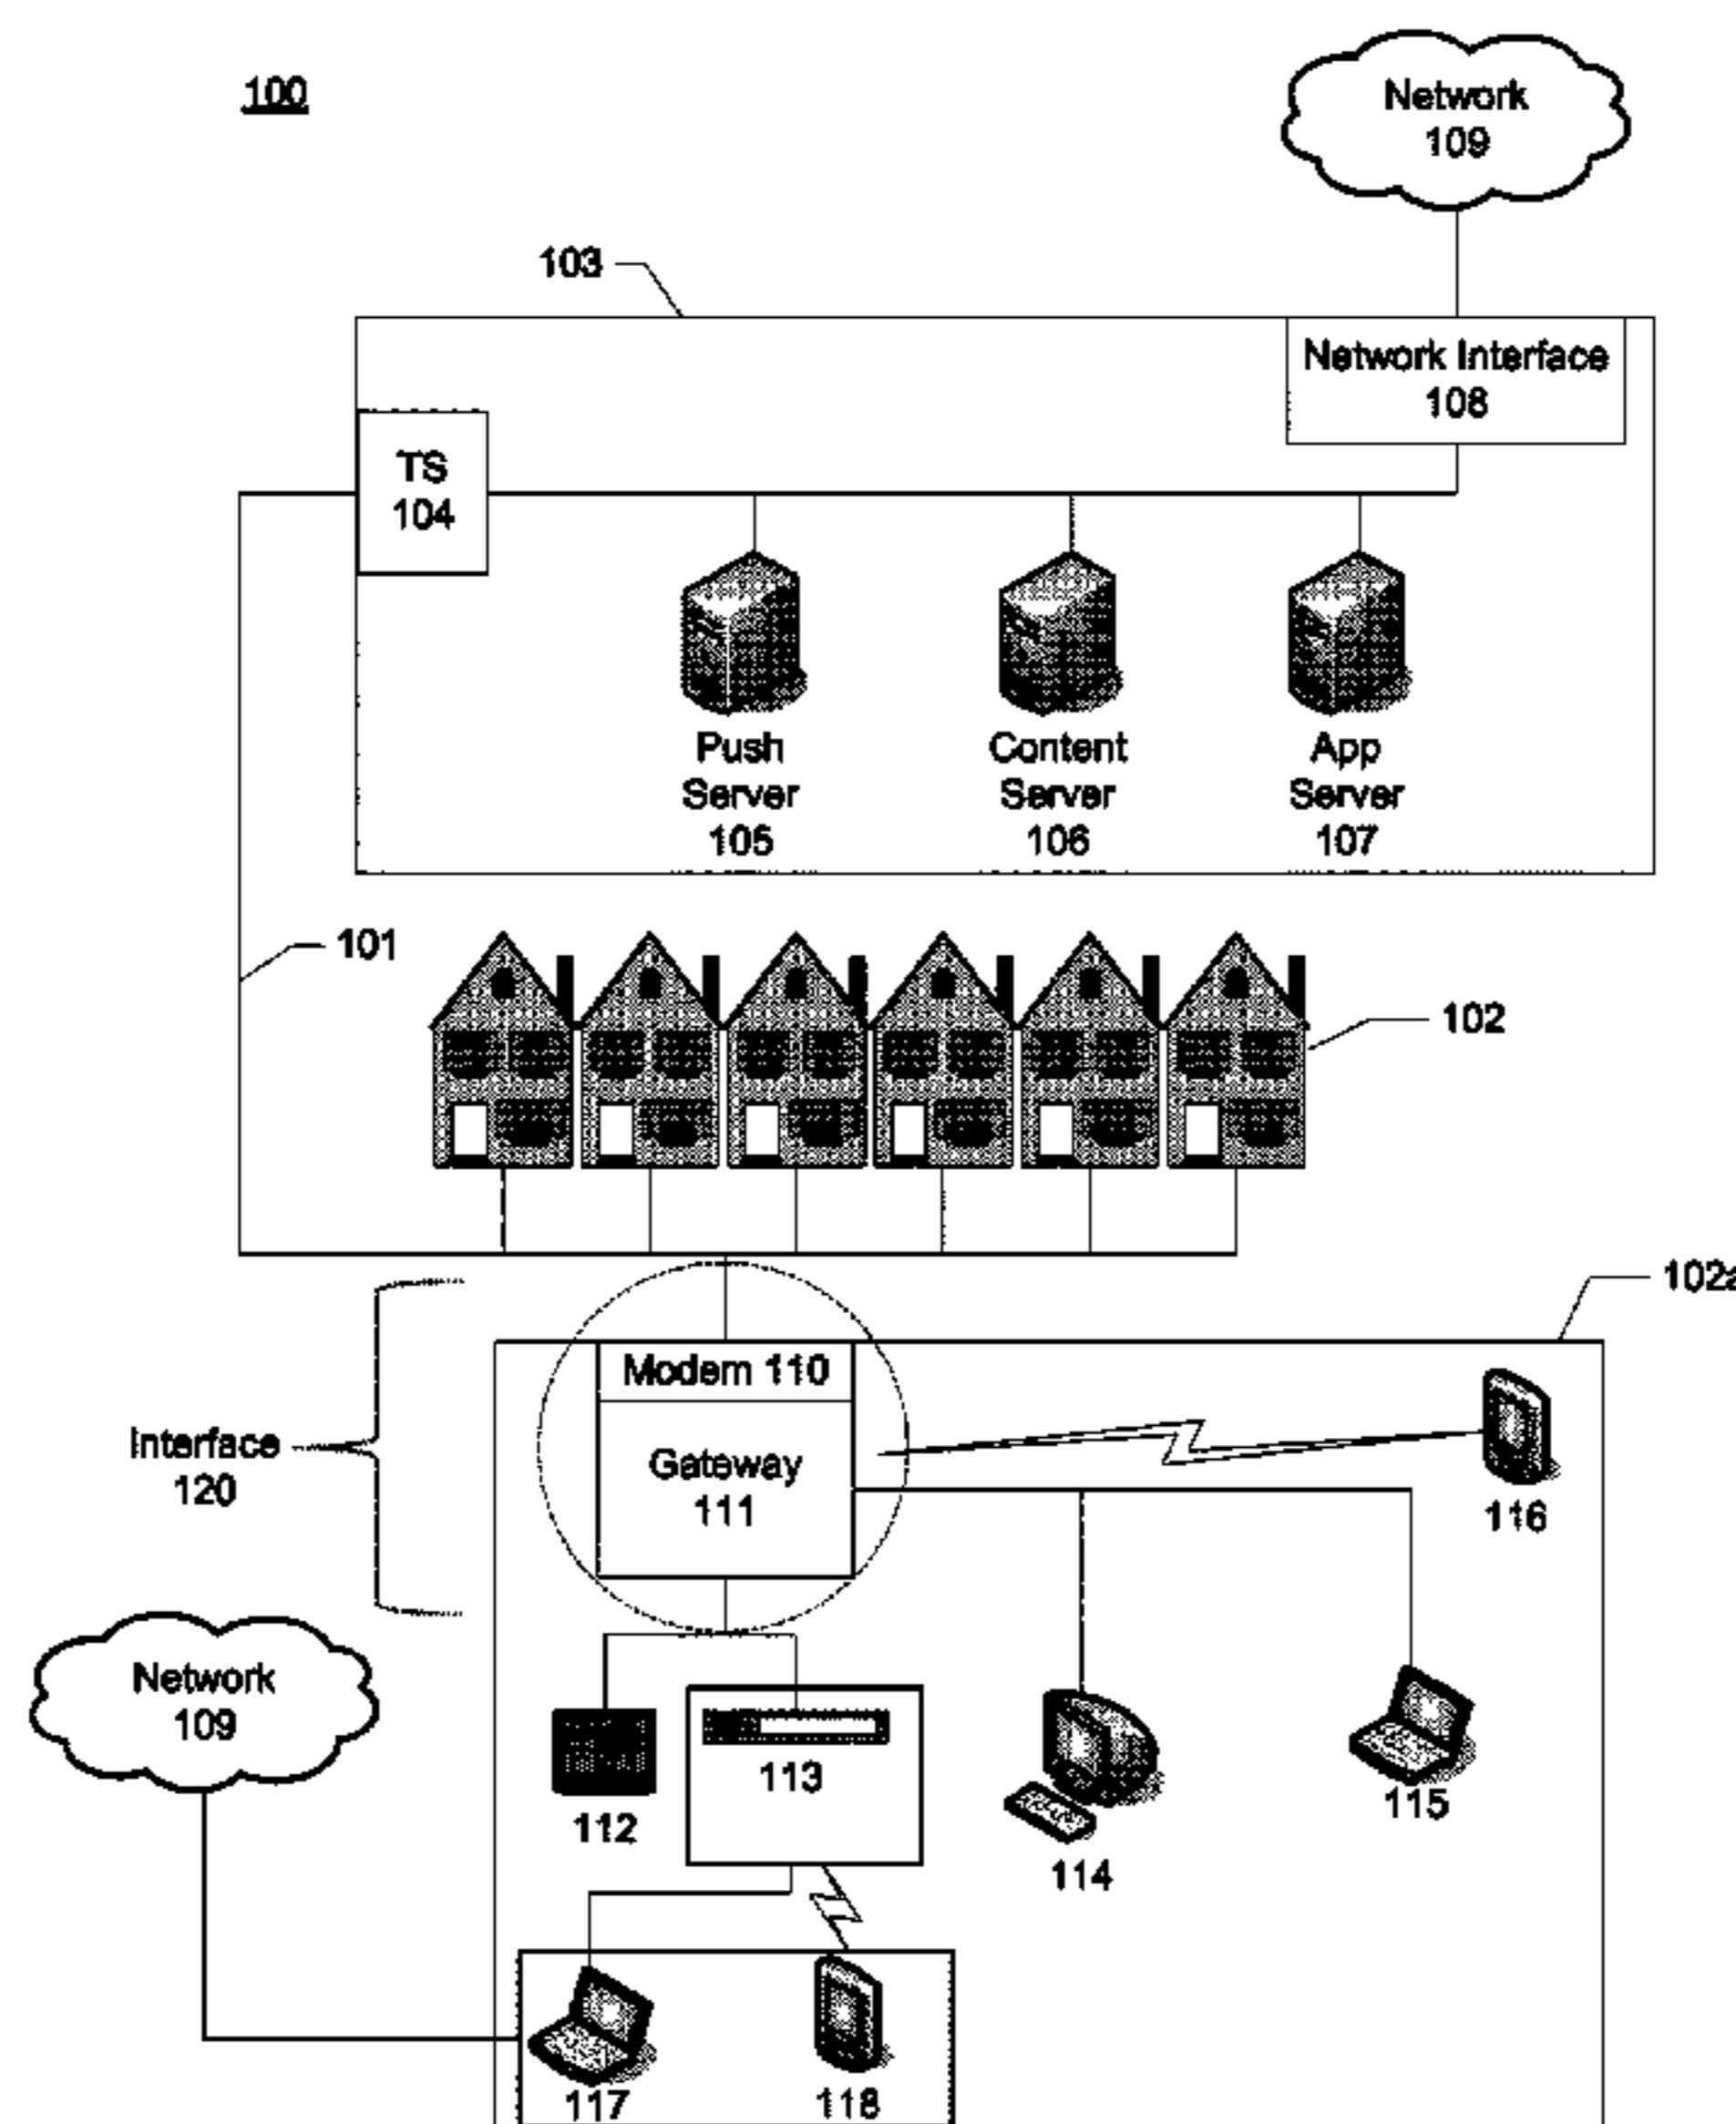 100
Network
109
103
Network Interface
108
TS
104
Push
Server
105
Content
Server
106
App
Server
107
101
102
102a
Modem 110
Gateway
111
Interface
120
116
Network
109
112
113
114
115
117
118